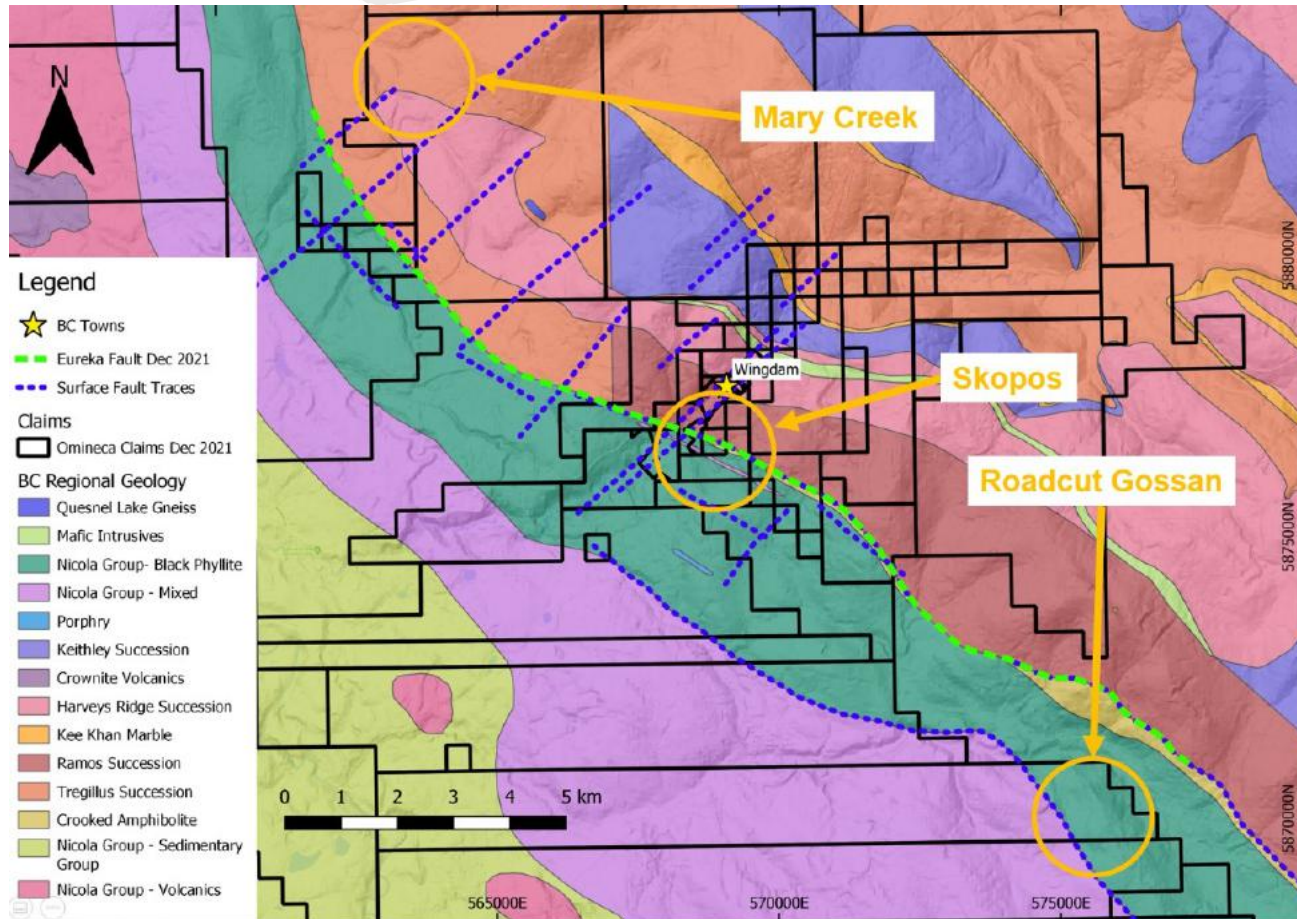 N
Mary Creek
5880000N
Legend
BC Towns
Eureka Fault Dec 2021
Surface Fault Traces
Claims
Omineca Claims Dec 2021
BC Regional Geology
Quesnel Lake Gneiss
Mafic Intrusives
Nicola Group- Black Phyllite
Nicola Group - Mixed
Porphry
Keithley Succession
Crownite Volcanics
Harveys Ridge Succession
Kee Khan Marble
Ramos Succession
Tregillus Succession
Crooked Amphibolite
Nicola Group - Sedimentary
Group
Nicola Group - Volcanics
Wingdam
Skopos
Roadcut Gossan
5875000N
0 1 2 3 4 5 km
5870000N
565000E
570000E
575000E